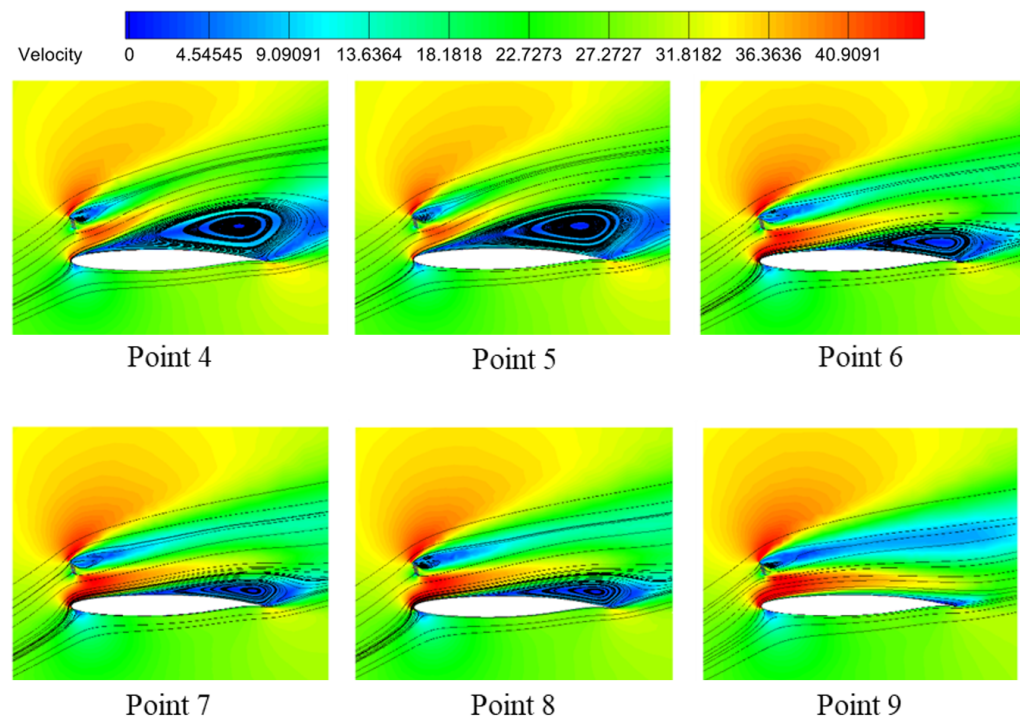 Velocity 0 4.54545 9.09091 13.6364 18.1818 22.7273 27.2727 31.8182 36.3636 40.9091
Point 4 Point 5 Point 6
Point 7 Point 8 Point 9